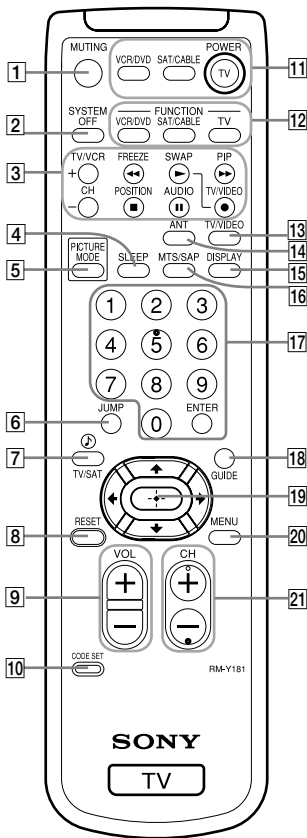 MUTING
POWER
VCR/DVD SAT/CABLE
TV
1
11
SYSTEM OFF
FUNCTION
VCR/DVD SAT/CABLE TV
2
12
TV/VCR FREEZE SWAP PIP
+
3
CH POSITION AUDIO TV/VIDEO
−
ANT TV/VIDEO
13
14
4
PICTURE MODE
SLEEP MTS/SAP DISPLAY
5
15
16
1 2 3
4 5 6
17
7 8 9
JUMP
0
ENTER
6
♪
TV/SAT
7
GUIDE
18
19
RESET
MENU
8
20
VOL CH
+ +
9
21
− −
CODE SET
10
RM-Y181
SONY
TV